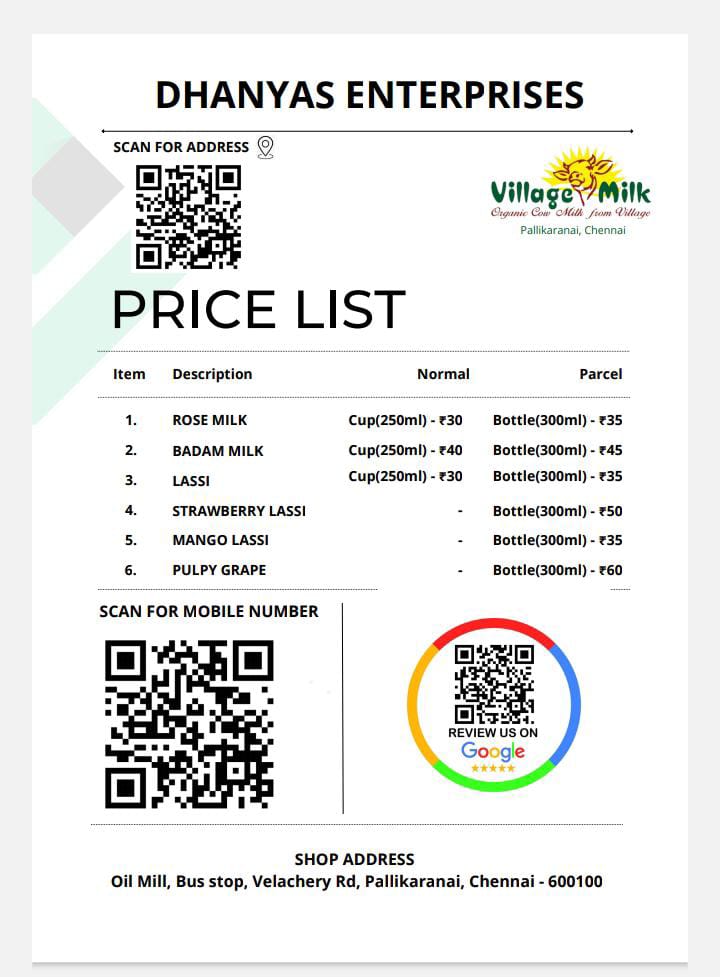 DHANYAS ENTERPRISES
SCAN FOR ADDRESS
Village Milk
Organic Cow Milk from Village
Pallikaranai, Chennai
PRICE LIST
Item Description Normal Parcel
1. ROSE MILK Cup(250ml) - ₹30 Bottle(300ml) - ₹35
2. BADAM MILK Cup(250ml) - ₹40 Bottle(300ml) - ₹45
3. LASSI Cup(250ml) - ₹30 Bottle(300ml) - ₹35
4. STRAWBERRY LASSI - Bottle(300ml) - ₹50
5. MANGO LASSI - Bottle(300ml) - ₹35
6. PULPY GRAPE - Bottle(300ml) - ₹60
SCAN FOR MOBILE NUMBER
REVIEW US ON
Google
SHOP ADDRESS
Oil Mill, Bus stop, Velachery Rd, Pallikaranai, Chennai - 600100